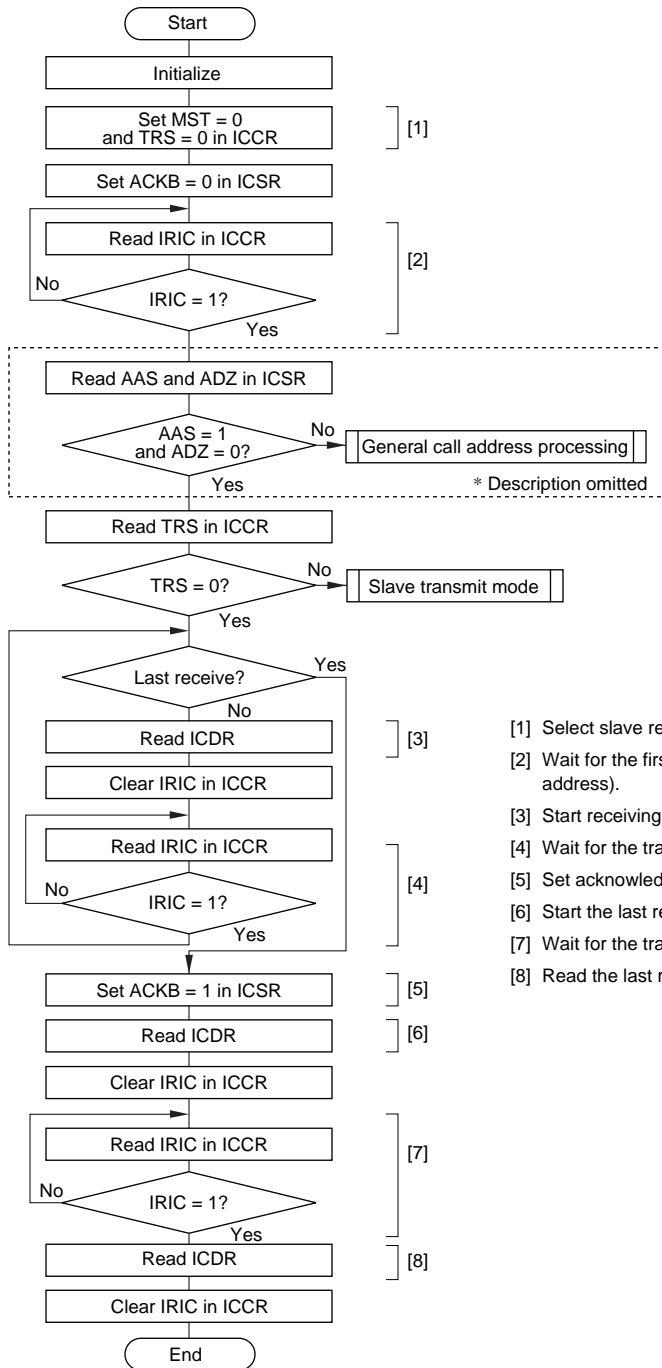 Start
Initialize
Set MST = 0
and TRS = 0 in ICCR
[1]
Set ACKB = 0 in ICSR
Read IRIC in ICCR
[2]
No
IRIC = 1?
Yes
Read AAS and ADZ in ICSR
AAS = 1
and ADZ = 0?
No
General call address processing
Yes
* Description omitted
Read TRS in ICCR
TRS = 0?
No
Slave transmit mode
Yes
Last receive?
Yes
No
Read ICDR
[3]
Clear IRIC in ICCR
Read IRIC in ICCR
[4]
No
IRIC = 1?
Yes
Set ACKB = 1 in ICSR
[5]
Read ICDR
[6]
Clear IRIC in ICCR
Read IRIC in ICCR
[7]
No
IRIC = 1?
Yes
Read ICDR
[8]
Clear IRIC in ICCR
End
[1] Select slave re
[2] Wait for the firs
address).
[3] Start receiving
[4] Wait for the tra
[5] Set acknowled
[6] Start the last re
[7] Wait for the tra
[8] Read the last r